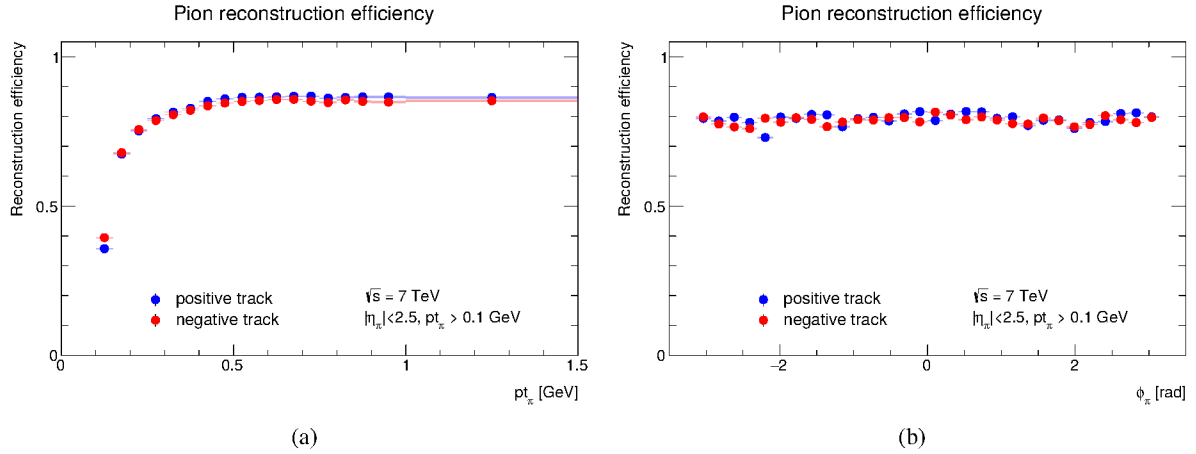 Pion reconstruction efficiency
Reconstruction efficiency
1
0.5
0
positive track
negative track
√s = 7 TeV
|η_π|<2.5, pt_π > 0.1 GeV
0 0.5 1 1.5
pt_π [GeV]
(a)
Pion reconstruction efficiency
Reconstruction efficiency
1
0.5
0
positive track
negative track
√s = 7 TeV
|η_π|<2.5, pt_π > 0.1 GeV
−2 0 2
ϕ_π [rad]
(b)